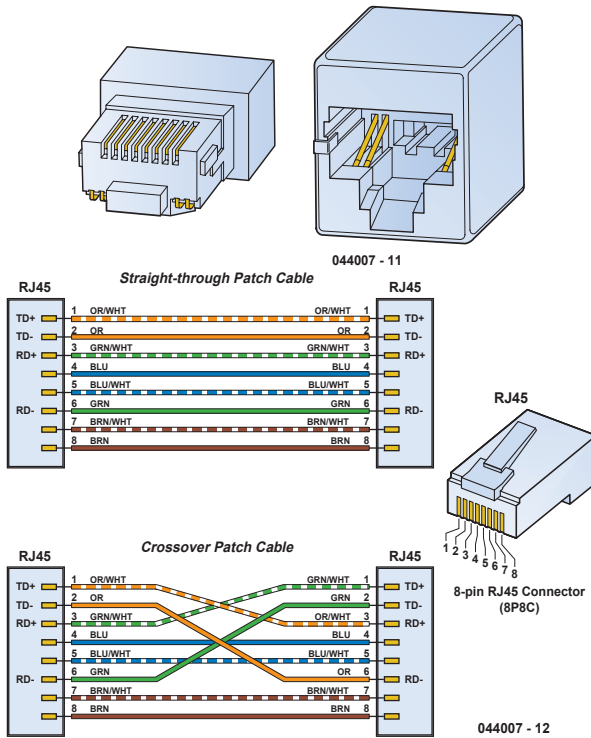 044007 - 11
Straight-through Patch Cable
RJ45 RJ45
TD+ 1 OR/WHT OR/WHT 1 TD+
TD- 2 OR OR 2 TD-
RD+ 3 GRN/WHT GRN/WHT 3 RD+
4 BLU BLU 4
5 BLU/WHT BLU/WHT 5
RD- 6 GRN GRN 6 RD-
7 BRN/WHT BRN/WHT 7
8 BRN BRN 8
RJ45
1 2 3 4 5 6 7 8
8-pin RJ45 Connector
(8P8C)
Crossover Patch Cable
RJ45 RJ45
TD+ 1 OR/WHT GRN/WHT 1 TD+
TD- 2 OR GRN 2 TD-
RD+ 3 GRN/WHT OR/WHT 3 RD+
4 BLU BLU 4
5 BLU/WHT BLU/WHT 5
RD- 6 GRN OR 6 RD-
7 BRN/WHT BRN/WHT 7
8 BRN BRN 8
044007 - 12